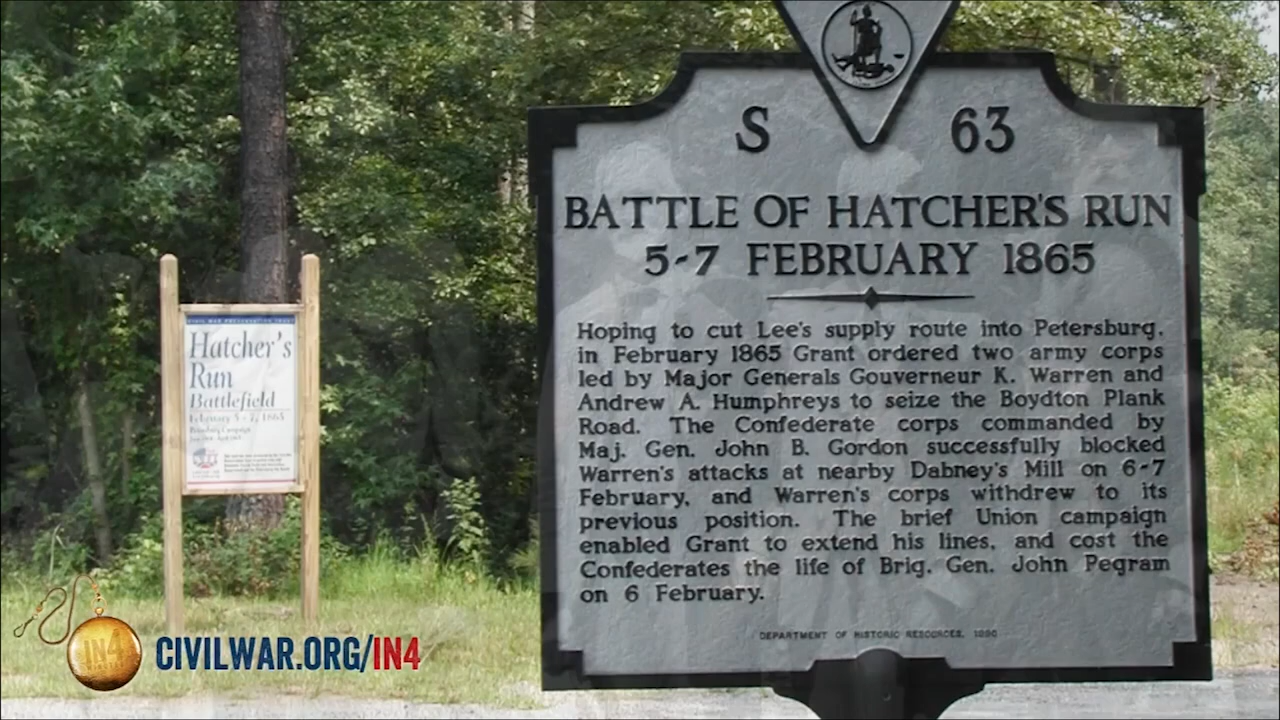 S 63
BATTLE OF HATCHER'S RUN
5-7 FEBRUARY 1865
Hoping to cut Lee's supply route into Petersburg,
in February 1865 Grant ordered two army corps
led by Major Generals Gouverneur K. Warren and
Andrew A. Humphreys to seize the Boydton Plank
Road. The Confederate corps commanded by
Maj. Gen. John B. Gordon successfully blocked
Warren's attacks at nearby Dabney's Mill on 6-7
February, and Warren's corps withdrew to its
previous position. The brief Union campaign
enabled Grant to extend his lines, and cost the
Confederates the life of Brig. Gen. John Pegram
on 6 February.
DEPARTMENT OF HISTORIC RESOURCES,
Hatcher's
Run
Battlefield
February 5-7, 1865
IN4
CIVILWAR.ORG/IN4